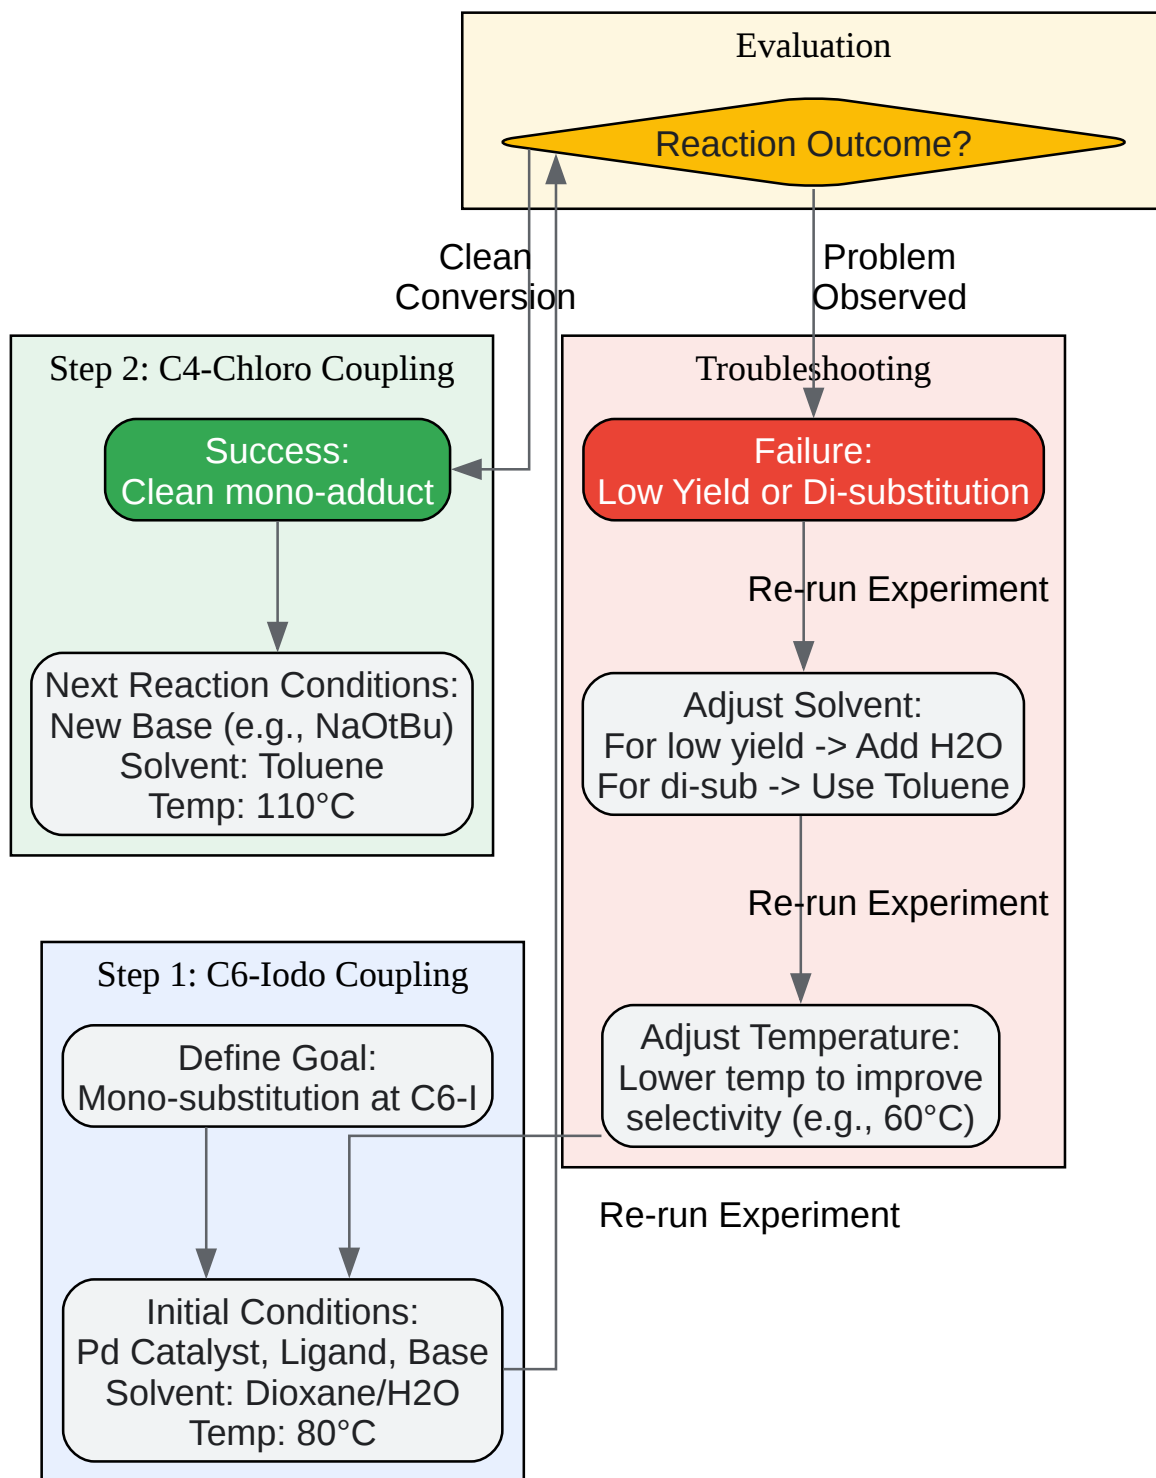 Evaluation
Reaction Outcome?
Clean
Conversion
Problem
Observed
Step 2: C4-Chloro Coupling
Success:
Clean mono-adduct
Next Reaction Conditions:
New Base (e.g., NaOtBu)
Solvent: Toluene
Temp: 110°C
Troubleshooting
Failure:
Low Yield or Di-substitution
Re-run Experiment
Adjust Solvent:
For low yield -> Add H2O
For di-sub -> Use Toluene
Re-run Experiment
Adjust Temperature:
Lower temp to improve
selectivity (e.g., 60°C)
Re-run Experiment
Step 1: C6-Iodo Coupling
Define Goal:
Mono-substitution at C6-I
Initial Conditions:
Pd Catalyst, Ligand, Base
Solvent: Dioxane/H2O
Temp: 80°C